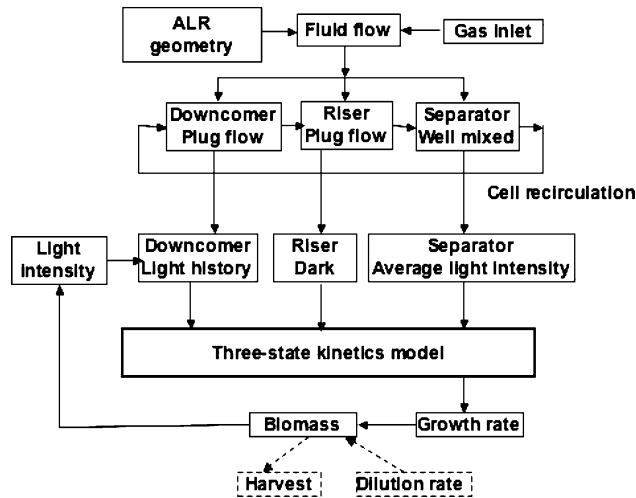 ALR
geometry
Fluid flow
Gas inlet
Downcomer
Plug flow
Riser
Plug flow
Separator
Well mixed
Cell recirculation
Light
intensity
Downcomer
Light history
Riser
Dark
Separator
Average light intensity
Three-state kinetics model
Biomass
Growth rate
Harvest
Dilution rate